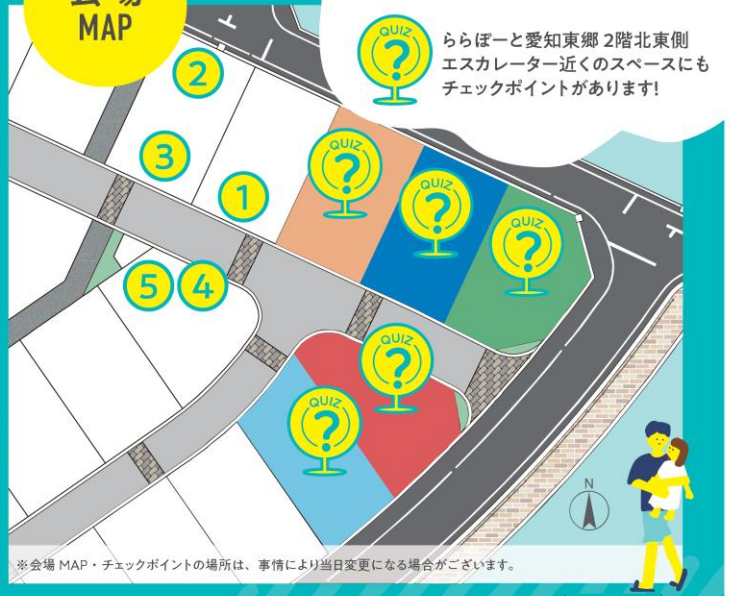 会場
MAP
QUIZ
?
ららぽーと愛知東郷 2階北東側
エスカレーター近くのスペースにも
チェックポイントがあります!
2
3
1
QUIZ
?
QUIZ
?
QUIZ
?
5 4
QUIZ
?
QUIZ
?
N
※会場 MAP・チェックポイントの場所は、事情により当日変更になる場合がございます。